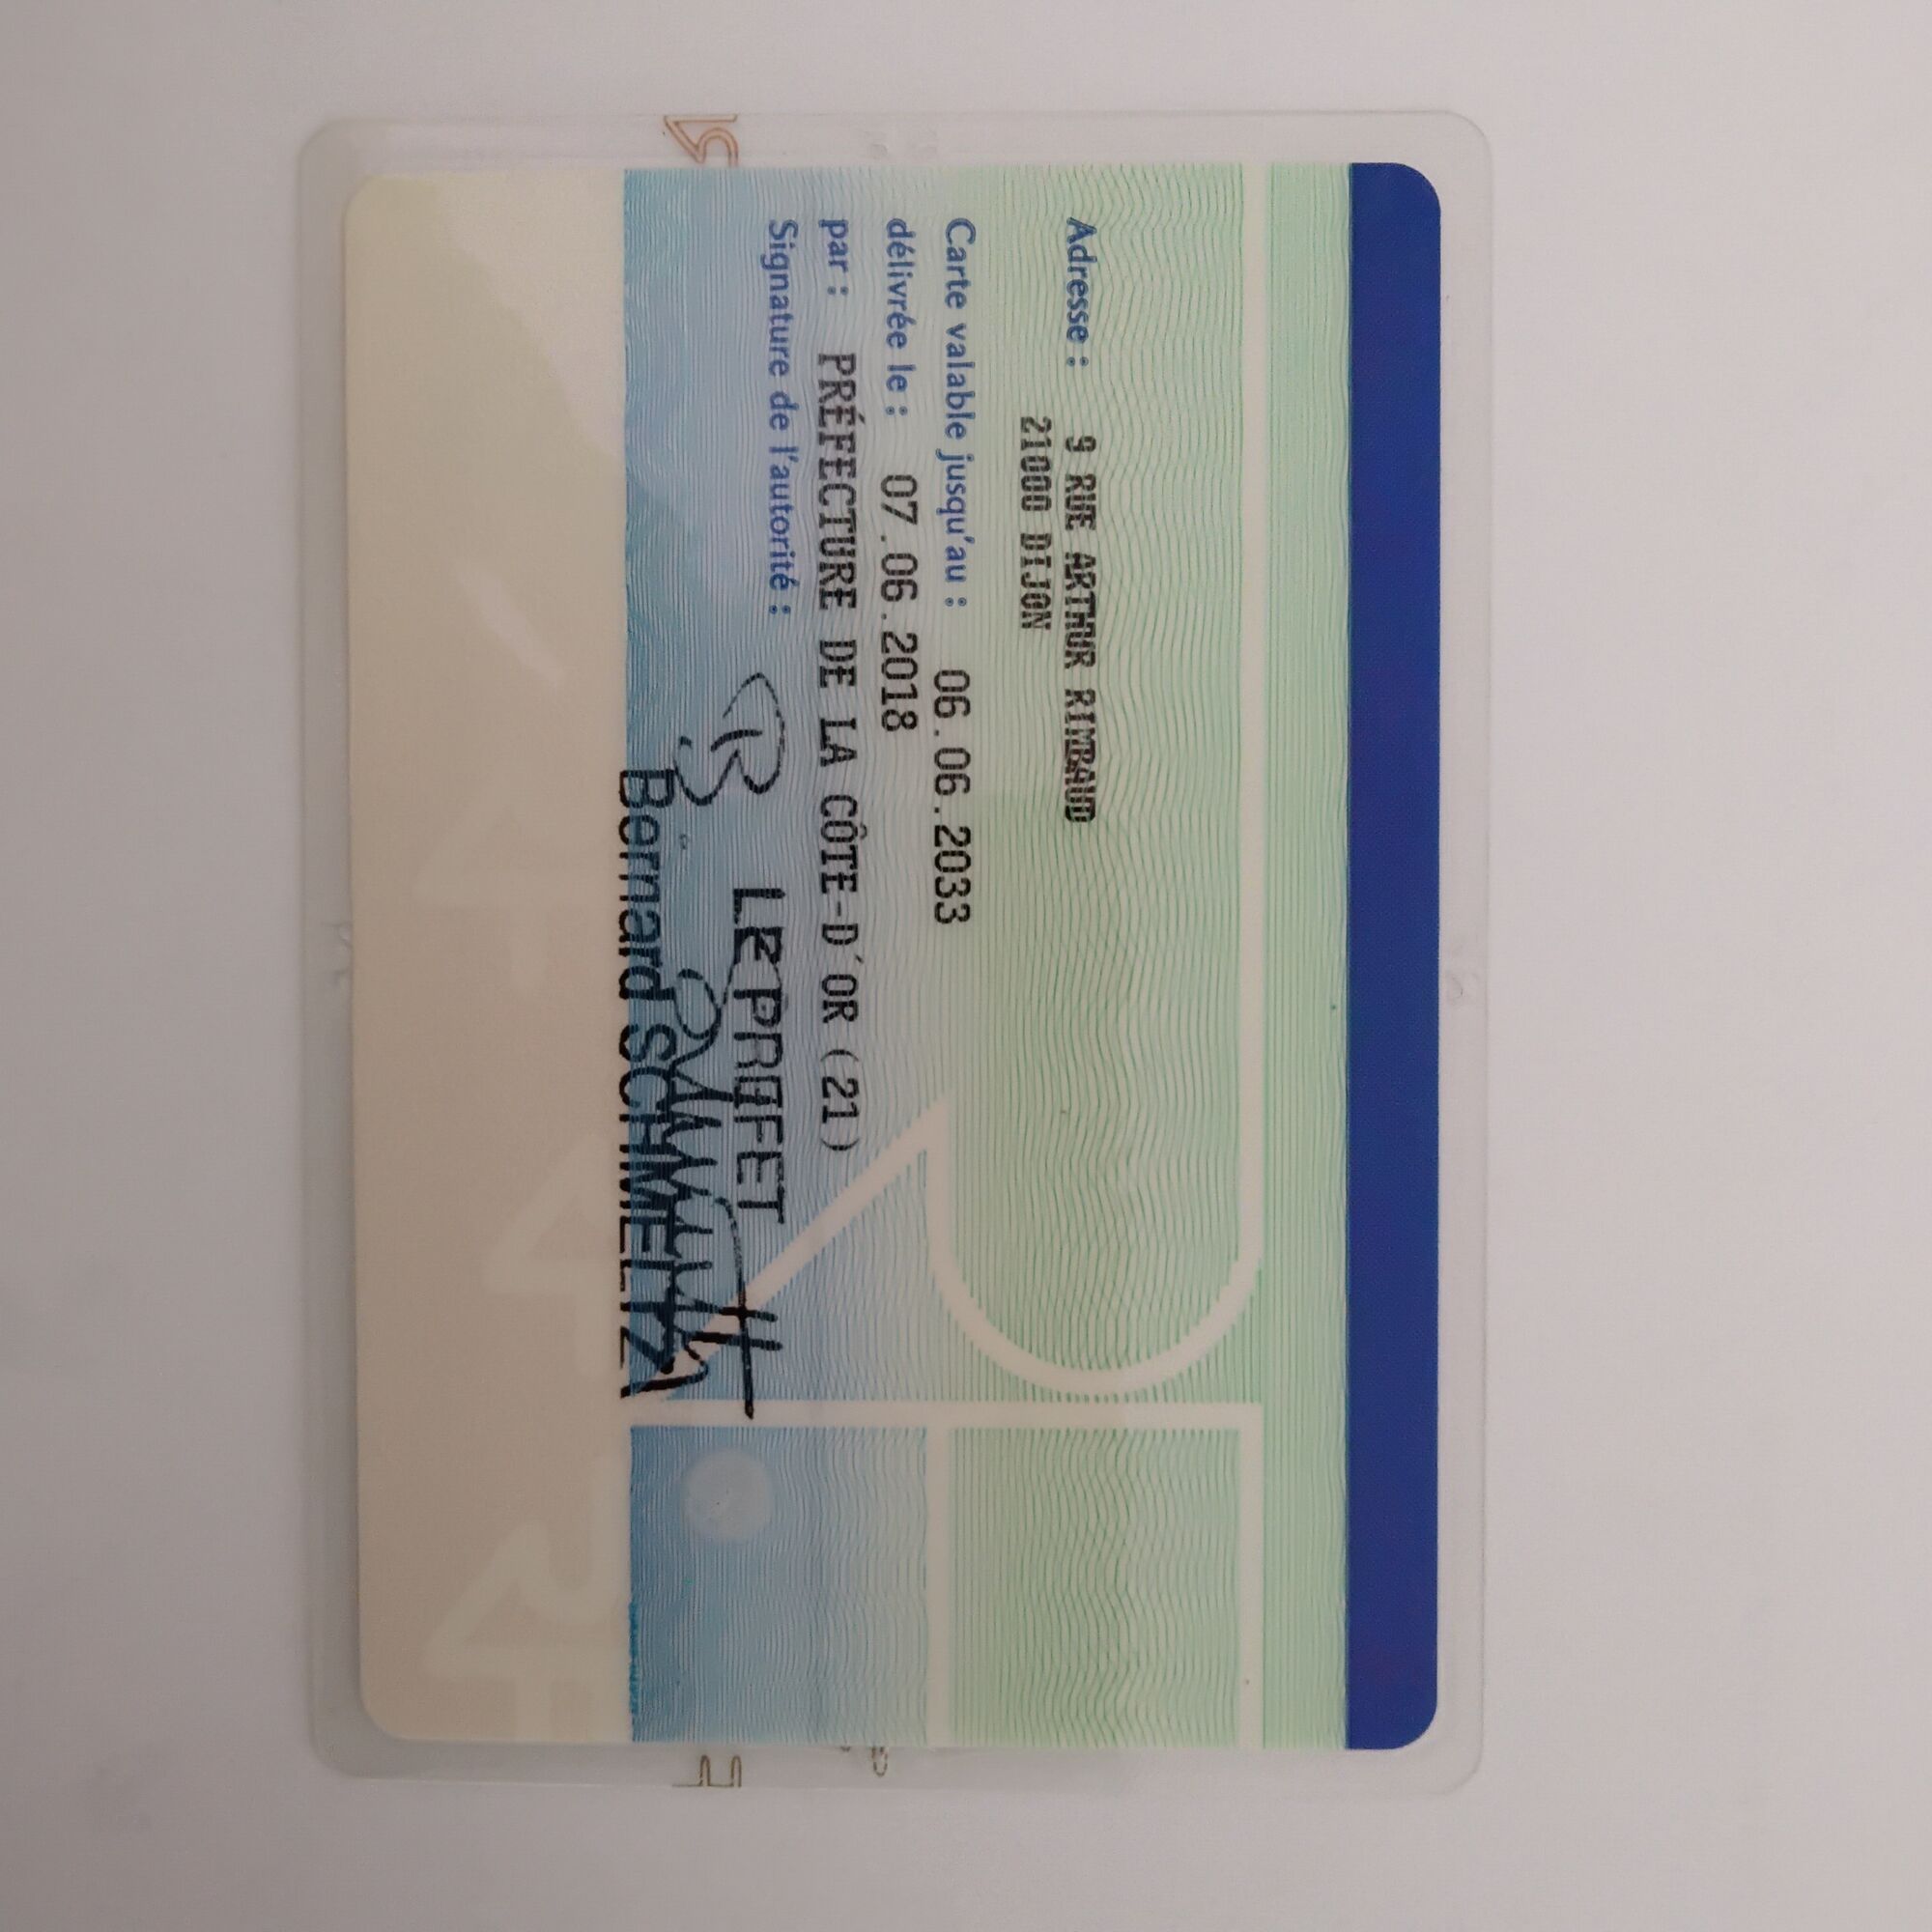 Adresse : 9 RUE ARTHUR RIMBAUD
21000 DIJON
Carte valable jusqu'au : 06.06.2033
délivrée le : 07.06.2018
par : PRÉFECTURE DE LA CÔTE-D'OR (21)
Signature de l'autorité :
LE PRÉFET
Bernard SCHMELTZ